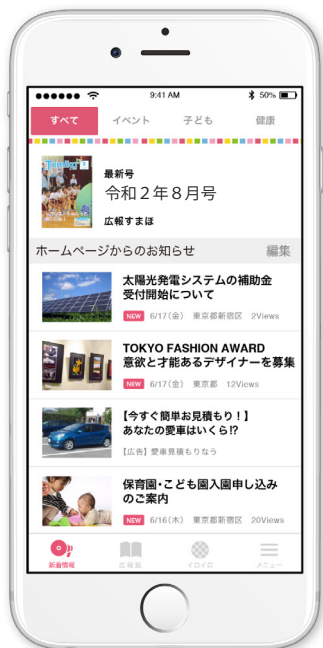 9:41 AM
50%
すべて
イベント
子ども
健康
最新号
令和2年8月号
広報すまほ
ホームページからのお知らせ
編集
太陽光発電システムの補助金
受付開始について
NEW 6/17(金) 東京都新宿区 2Views
TOKYO FASHION AWARD
意欲と才能あるデザイナーを募集
NEW 6/17(金) 東京都 12Views
【今すぐ簡単お見積もり!】
あなたの愛車はいくら!?
【広告】愛車見積もりなう
保育園・こども園入園申し込み
のご案内
NEW 6/16(木) 東京都新宿区 20Views
新着情報
広報紙
イロイロ
メニュー